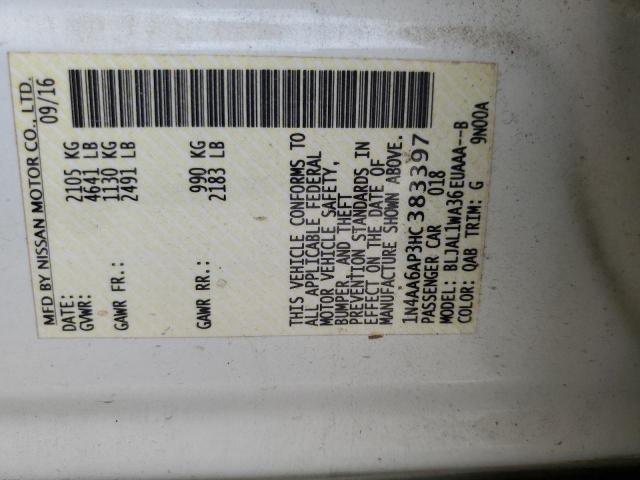 MFD BY NISSAN MOTOR CO., LTD.
DATE: 09/16
GVWR: 2105 KG
4641 LB
GAWR FR.: 1130 KG
2491 LB
GAWR RR.: 990 KG
2183 LB
THIS VEHICLE CONFORMS TO
ALL APPLICABLE FEDERAL
MOTOR VEHICLE SAFETY,
BUMPER, AND THEFT
PREVENTION STANDARDS IN
EFFECT ON THE DATE OF
MANUFACTURE SHOWN ABOVE.
1N4AA6AP3HC383397
PASSENGER CAR 018
MODEL: BLJAL1WA36EUAAA--B
COLOR: QAB TRIM: G 9N00A